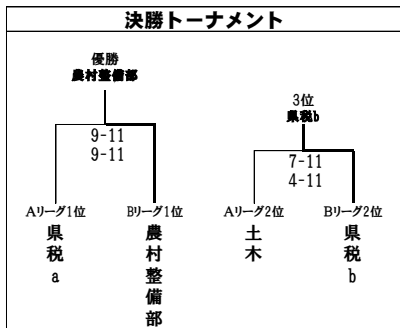 決勝トーナメント
優勝
農村整備部
9-11
9-11
Aリーグ1位
Bリーグ1位
県税a
農村整備部
3位
県税b
7-11
4-11
Aリーグ2位
Bリーグ2位
土木
県税b